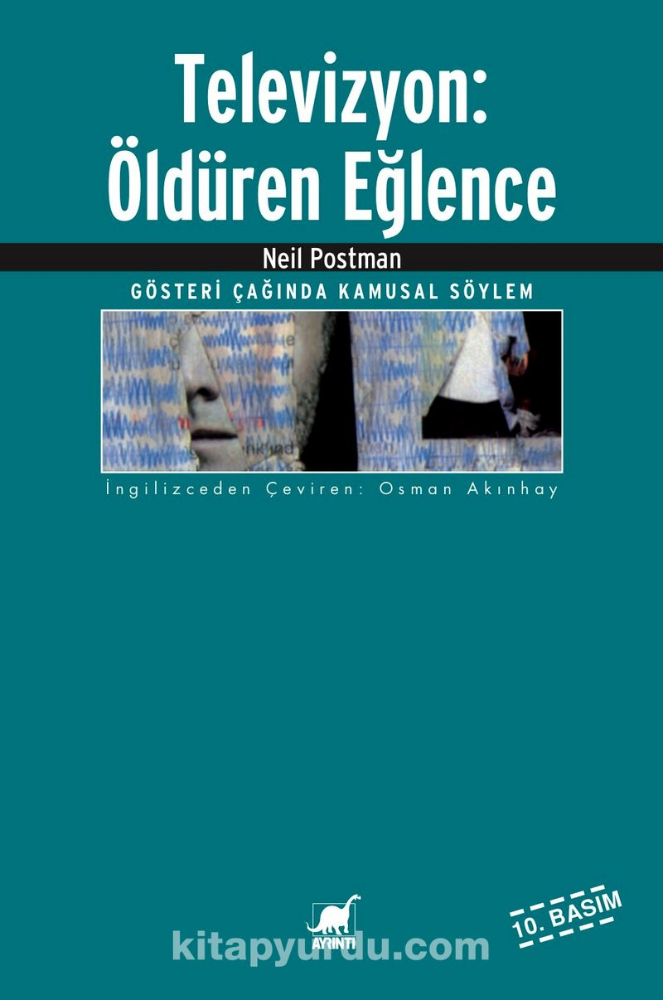 Televizyon:
Öldüren Eğlence
Neil Postman
GÖSTERİ ÇAĞINDA KAMUSAL SÖYLEM
İngilizceden Çeviren: Osman Akınhay
10. BASIM
AYRINTI
kitapyurdu.com